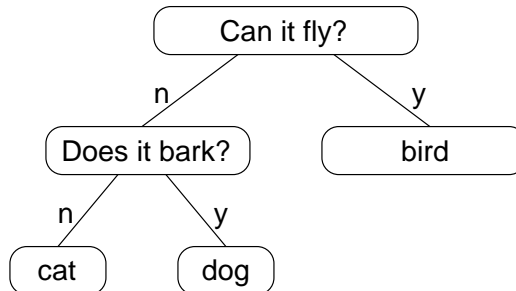 Can it fly?
n
y
Does it bark?
bird
n
y
cat
dog